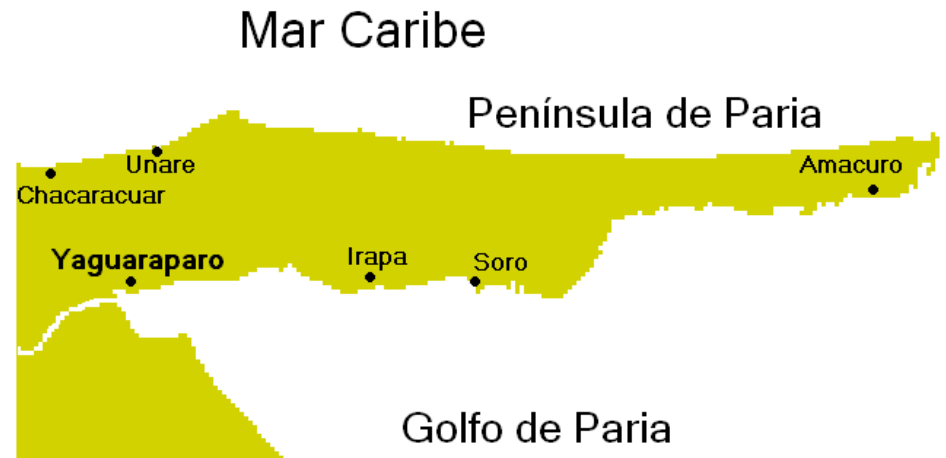 Mar Caribe
Península de Paria
Unare
Amacuro
Chacaracuar
Yaguaraparo
Irapa
Soro
Golfo de Paria